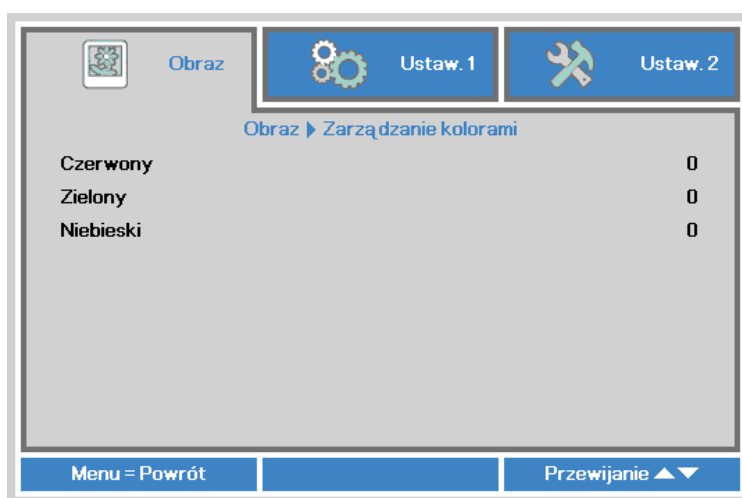 Obraz Ustaw. 1 Ustaw. 2
Obraz ▶ Zarządzanie kolorami
Czerwony 0
Zielony 0
Niebieski 0
Menu = Powrót Przewijanie ▲▼